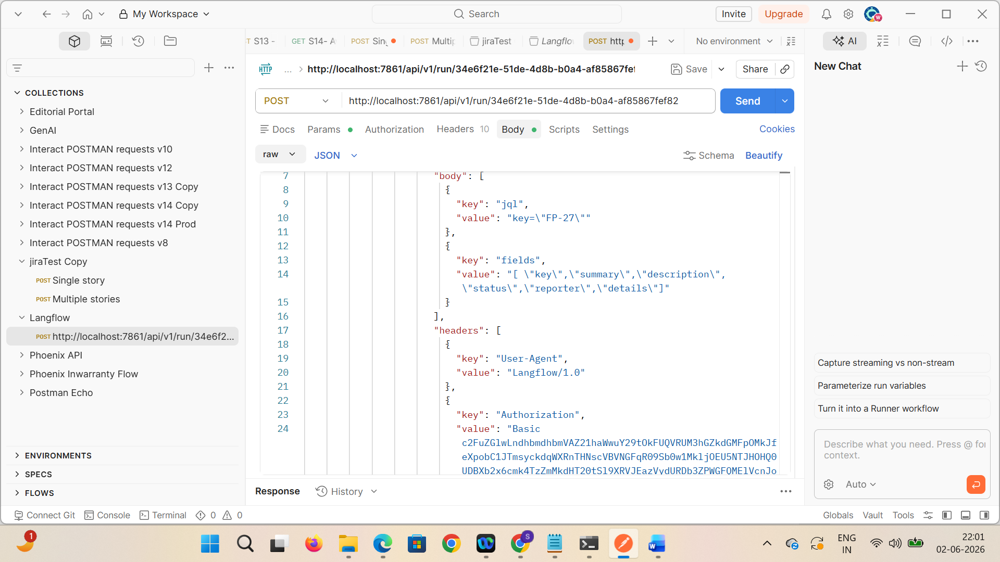 My Workspace
Search
Invite
Upgrade
S13 -
GET S14- A
POST Sin
POST Multip
jiraTest
Langflo
POST http
No environment
AI
... > http://localhost:7861/api/v1/run/34e6f21e-51de-4d8b-b0a4-af85867fef
Save
Share
New Chat
COLLECTIONS
Editorial Portal
GenAI
Interact POSTMAN requests v10
Interact POSTMAN requests v12
Interact POSTMAN requests v13 Copy
Interact POSTMAN requests v14 Copy
Interact POSTMAN requests v14 Prod
Interact POSTMAN requests v8
jiraTest Copy
POST Single story
POST Multiple stories
Langflow
POST http://localhost:7861/api/v1/run/34e6f2...
Phoenix API
Phoenix Inwarranty Flow
Postman Echo
ENVIRONMENTS
SPECS
FLOWS
POST
http://localhost:7861/api/v1/run/34e6f21e-51de-4d8b-b0a4-af85867fef82
Send
Docs
Params
Authorization
Headers 10
Body
Scripts
Settings
Cookies
raw
JSON
Schema
Beautify
7 "body": [
8 {
9 "key": "jql",
10 "value": "key=\"FP-27\""
11 },
12 {
13 "key": "fields",
14 "value": "[ \"key\",\"summary\",\"description\",
\"status\",\"reporter\",\"details\"]"
15 }
16 ],
17 "headers": [
18 {
19 "key": "User-Agent",
20 "value": "Langflow/1.0"
21 },
22 {
23 "key": "Authorization",
24 "value": "Basic
Response
History
Capture streaming vs non-stream
Parameterize run variables
Turn it into a Runner workflow
Describe what you need. Press @ for
context.
Auto
Connect Git
Console
Terminal
0
0
Globals
Vault
Tools
1
S
ENG
IN
22:01
02-06-2026